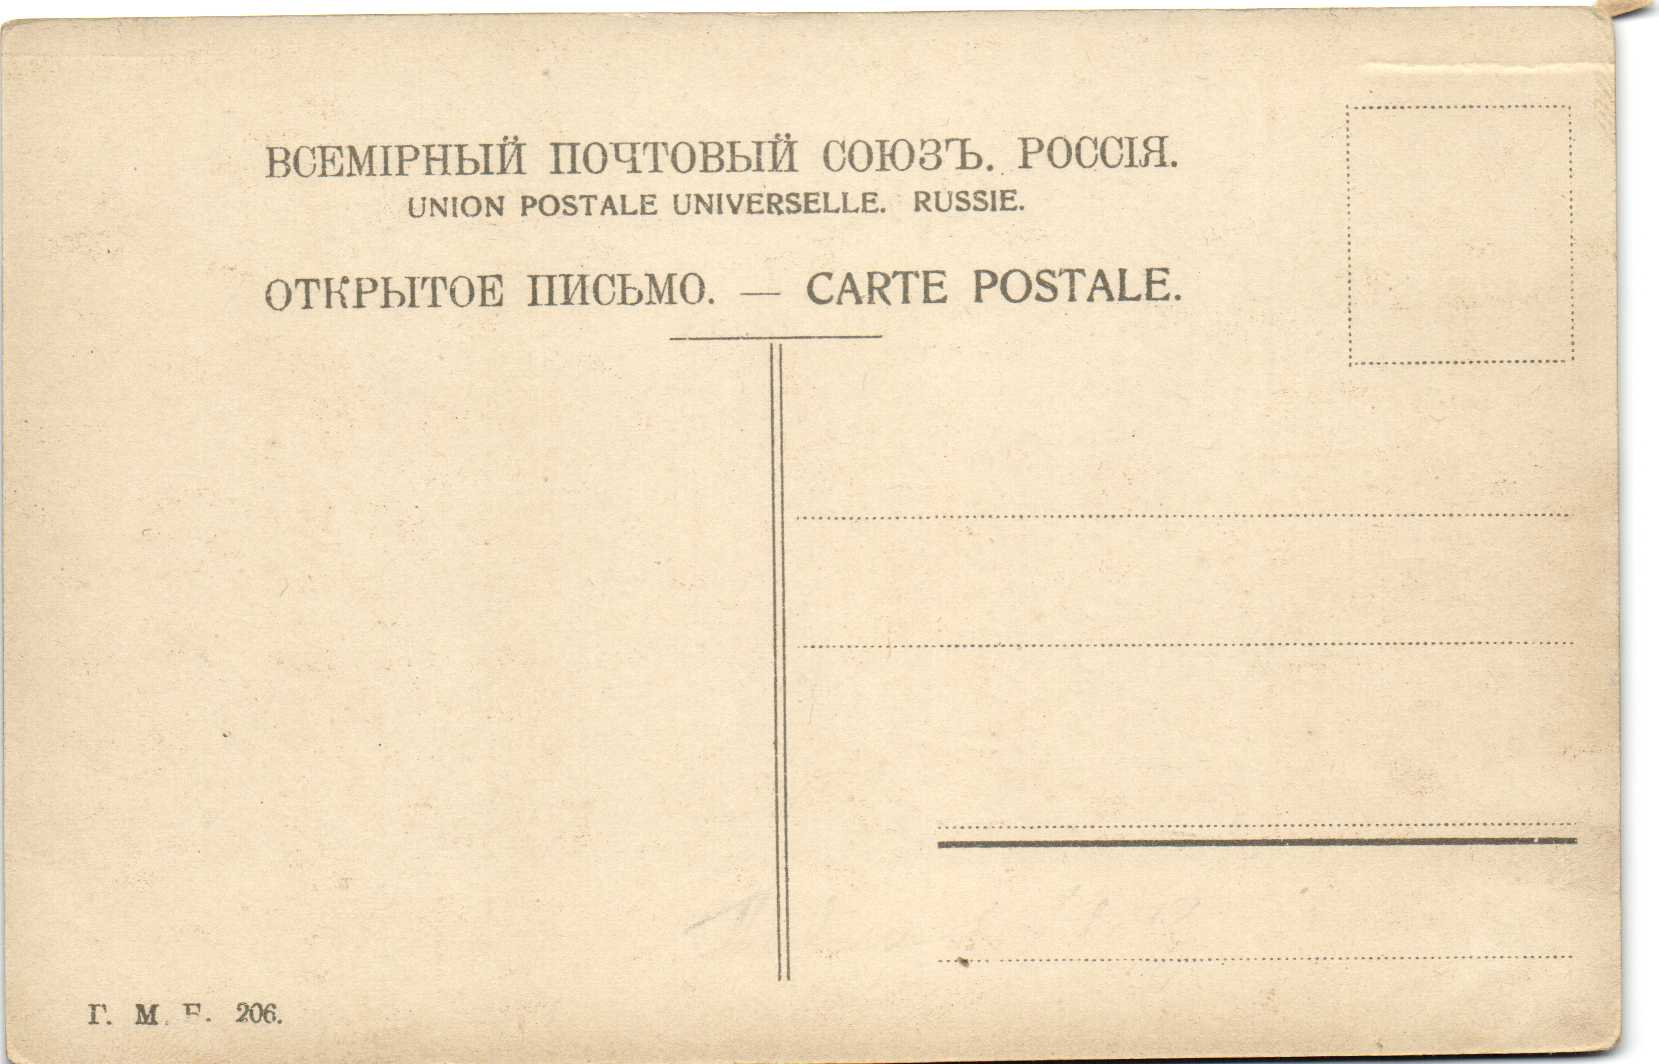 ВСЕМІРНЫЙ ПОЧТОВЫЙ СОЮЗЪ. РОССІЯ.
UNION POSTALE UNIVERSELLE. RUSSIE.
ОТКРЫТОЕ ПИСЬМО. — CARTE POSTALE.
Г. М. 206.